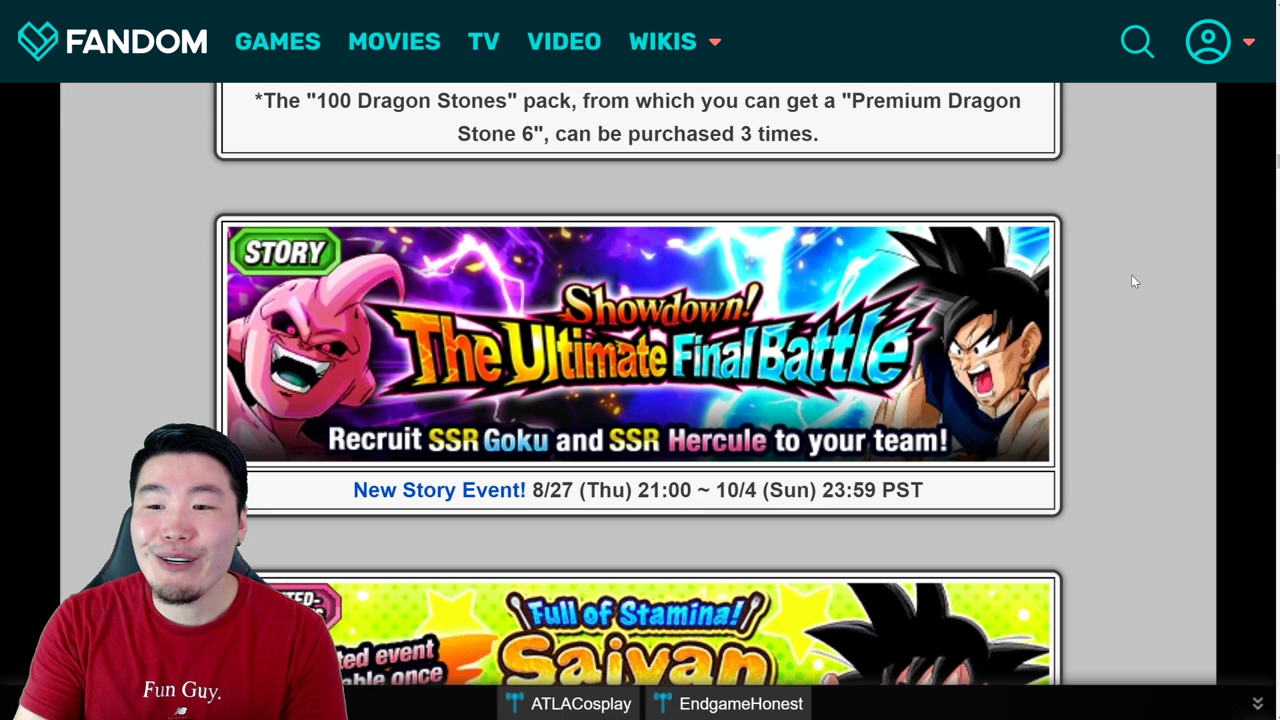 FANDOM GAMES MOVIES TV VIDEO WIKIS
*The "100 Dragon Stones" pack, from which you can get a "Premium Dragon
Stone 6", can be purchased 3 times.
STORY
Showdown!
The Ultimate Final Battle
Recruit SSR Goku and SSR Hercule to your team!
New Story Event! 8/27 (Thu) 21:00 ~ 10/4 (Sun) 23:59 PST
Full of Stamina!
Saiyan
event
once
Fun Guy.
ATLACosplay EndgameHonest